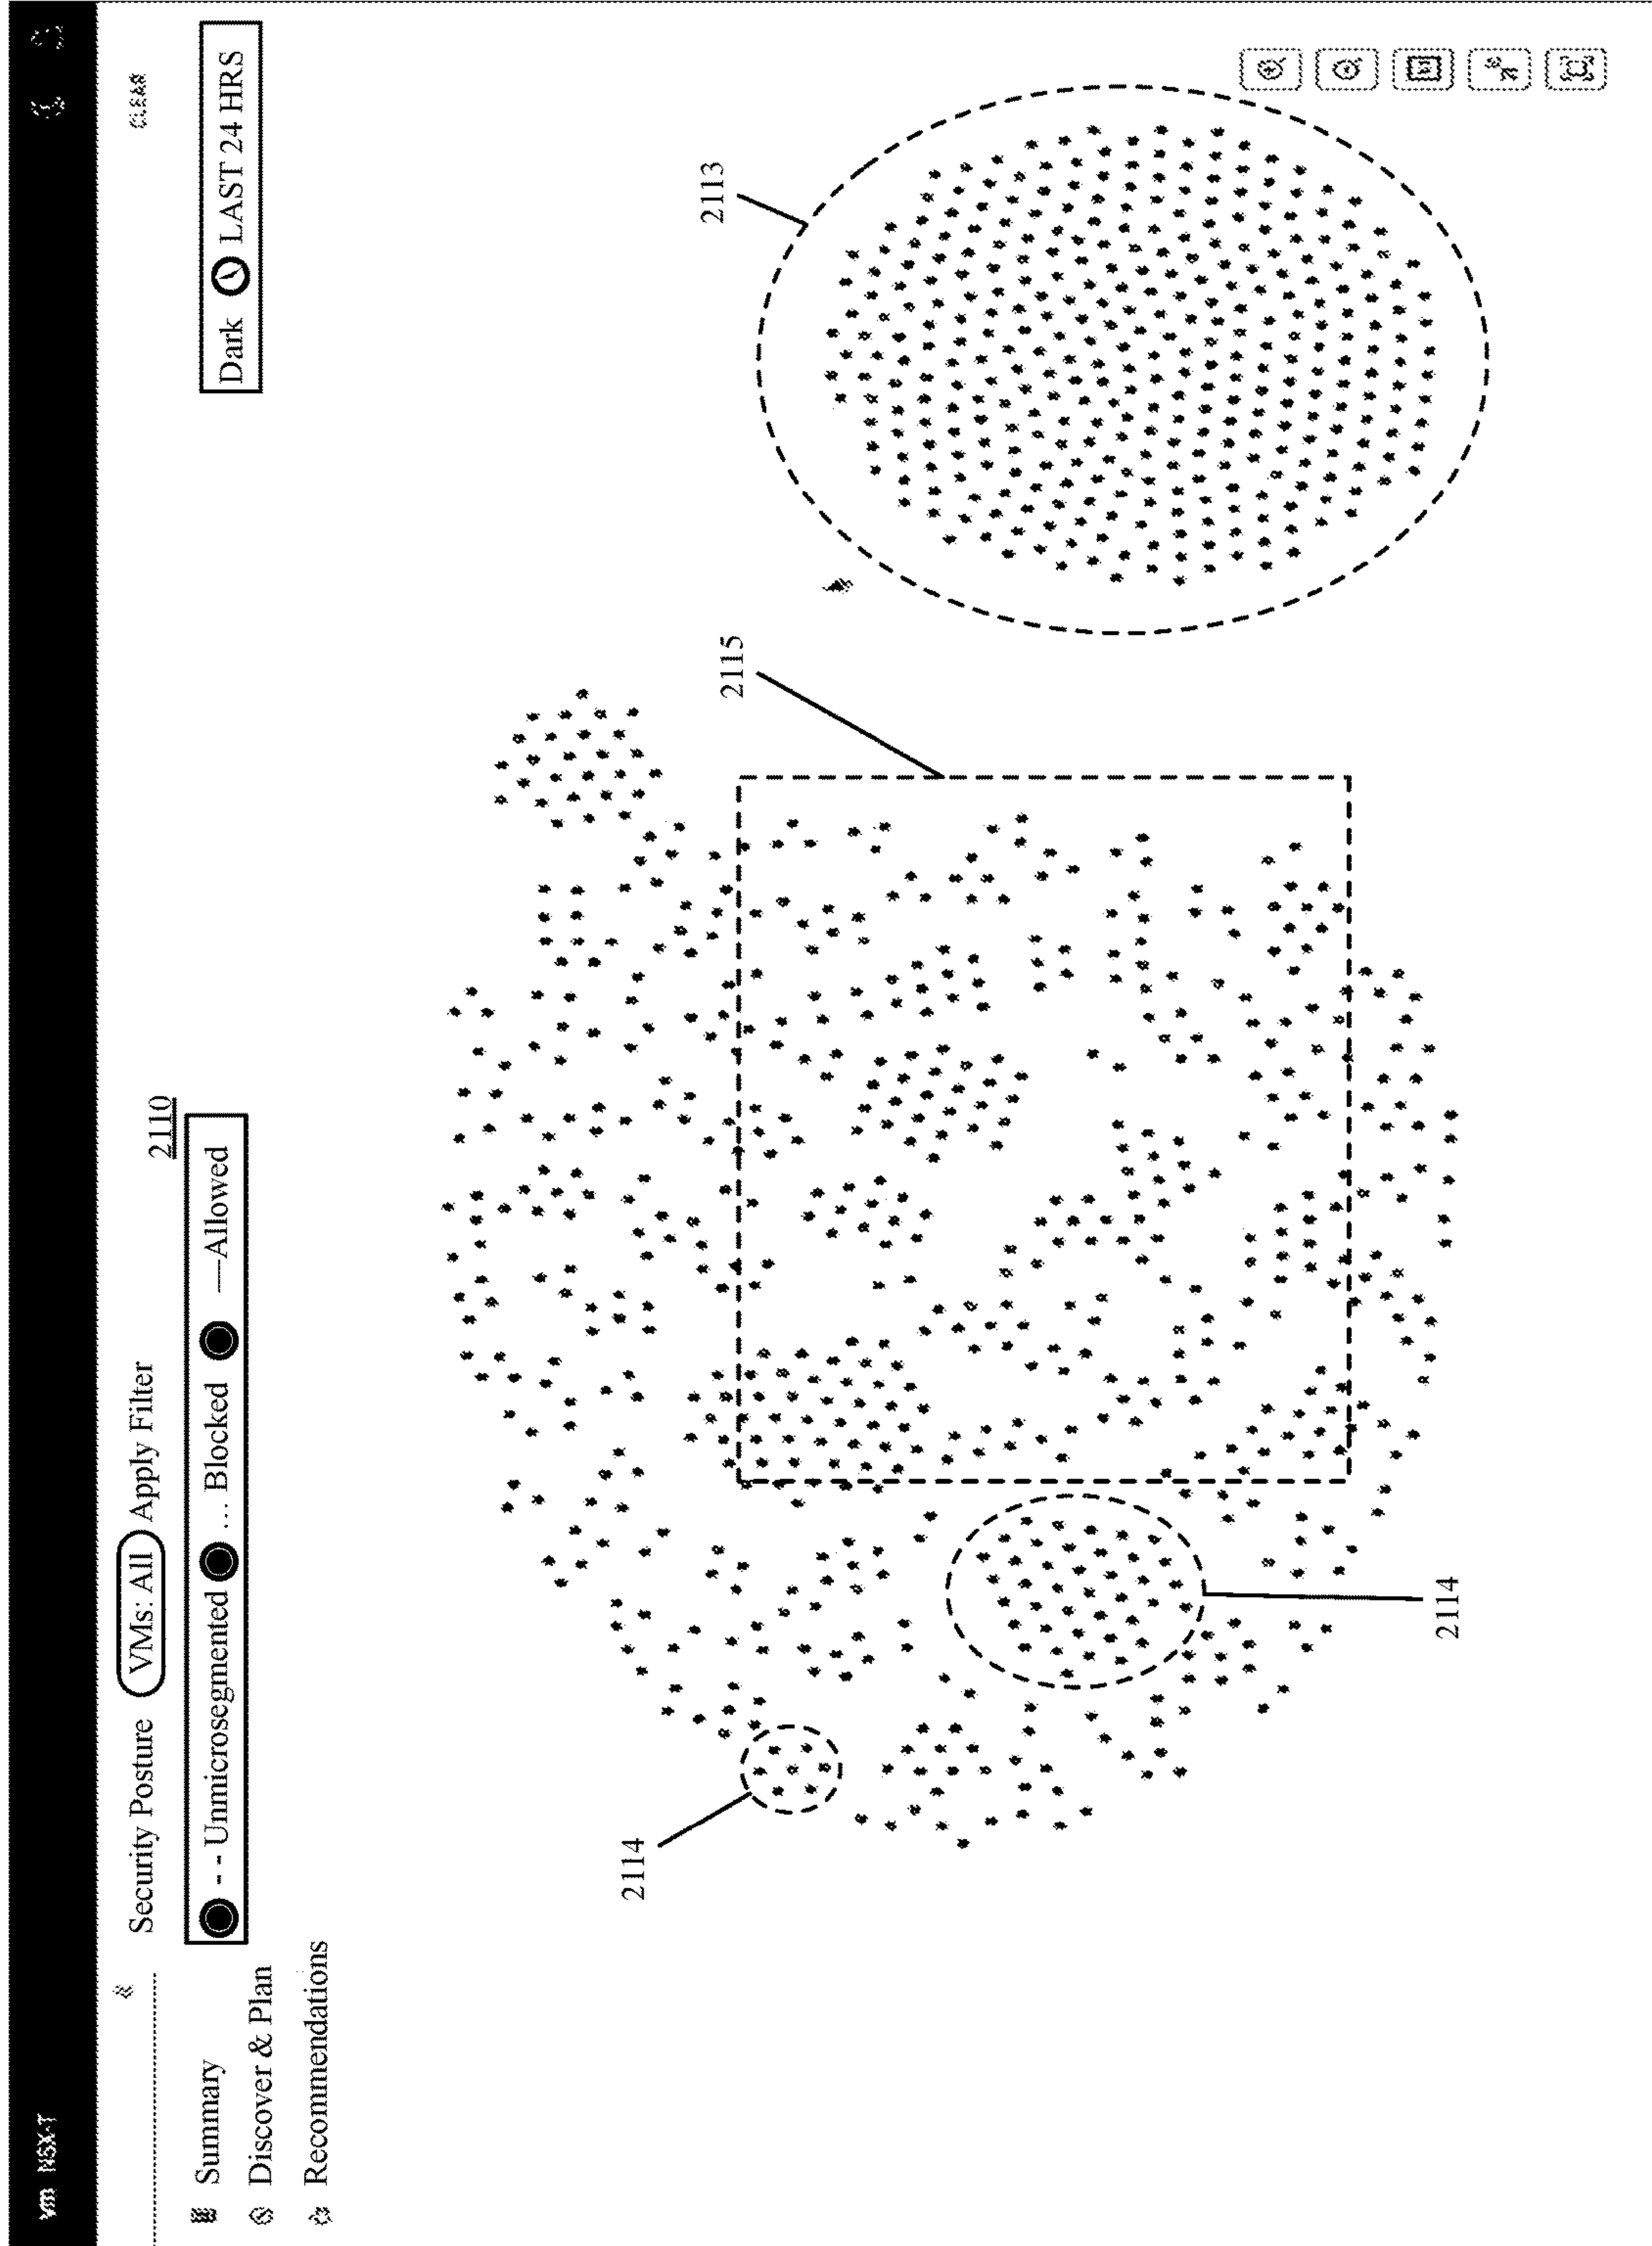 vm NSX-T
CLEAR
Security Posture VMs: All Apply Filter
2110
- - Unmicrosegmented ... Blocked —Allowed
Dark LAST 24 HRS
Summary
Discover & Plan
Recommendations
2113
2115
2114
2114